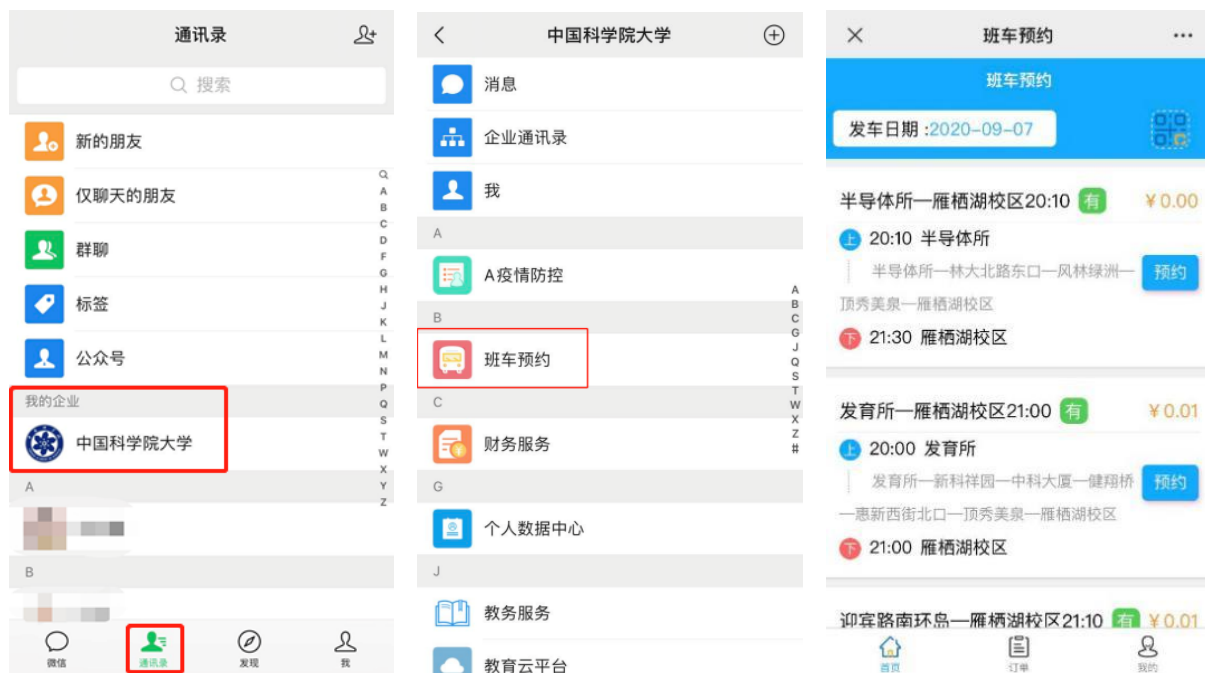 通讯录
搜索
新的朋友
仅聊天的朋友
群聊
标签
公众号
我的企业
中国科学院大学
A
B
Q
A
B
C
D
F
G
H
J
K
L
M
N
P
Q
S
T
W
X
Y
Z
微信
通讯录
发现
我
中国科学院大学
消息
企业通讯录
我
A
A疫情防控
B
班车预约
C
财务服务
G
个人数据中心
J
教务服务
教育云平台
A
B
C
G
J
Q
S
T
W
X
Z
#
班车预约
班车预约
发车日期 :2020-09-07
半导体所—雁栖湖校区20:10 有 ￥0.00
上 20:10 半导体所
半导体所—林大北路东口—风林绿洲—
顶秀美泉—雁栖湖校区
预约
下 21:30 雁栖湖校区
发育所—雁栖湖校区21:00 有 ￥0.01
上 20:00 发育所
发育所—新科祥园—中科大厦—健翔桥
—惠新西街北口—顶秀美泉—雁栖湖校区
预约
下 21:00 雁栖湖校区
迎宾路南环岛—雁栖湖校区21:10 有 ￥0.01
首页
订单
我的